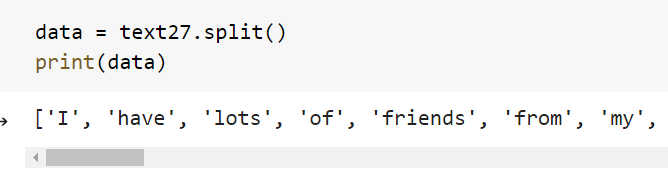 data = text27.split()
print(data)
['I', 'have', 'lots', 'of', 'friends', 'from', 'my',